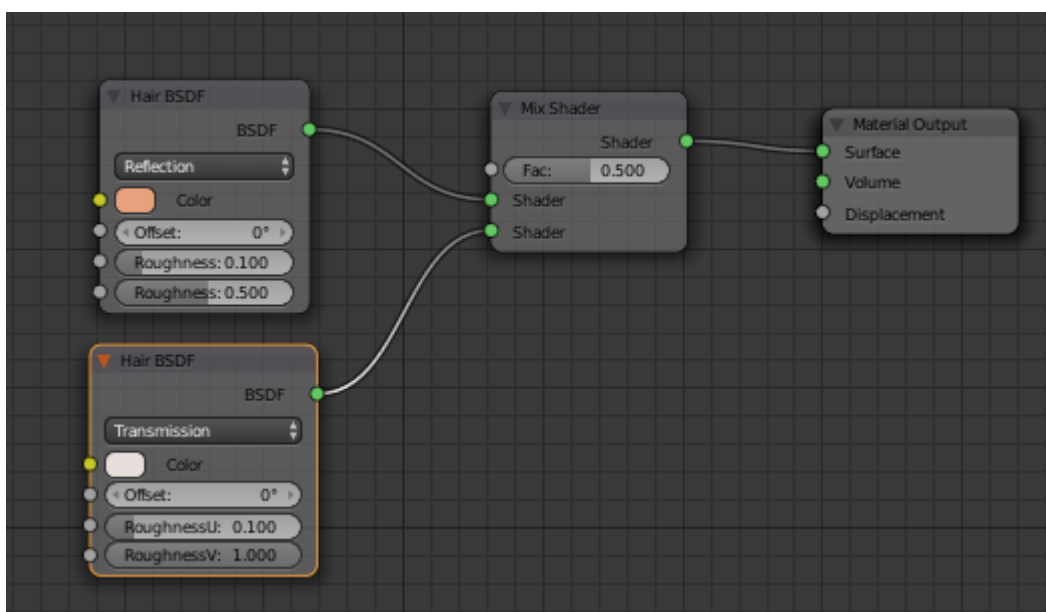 Hair BSDF
BSDF
Reflection
Color
Offset: 0°
Roughness: 0.100
Roughness: 0.500
Hair BSDF
BSDF
Transmission
Color
Offset: 0°
RoughnessU: 0.100
RoughnessV: 1.000
Mix Shader
Shader
Fac: 0.500
Shader
Shader
Material Output
Surface
Volume
Displacement